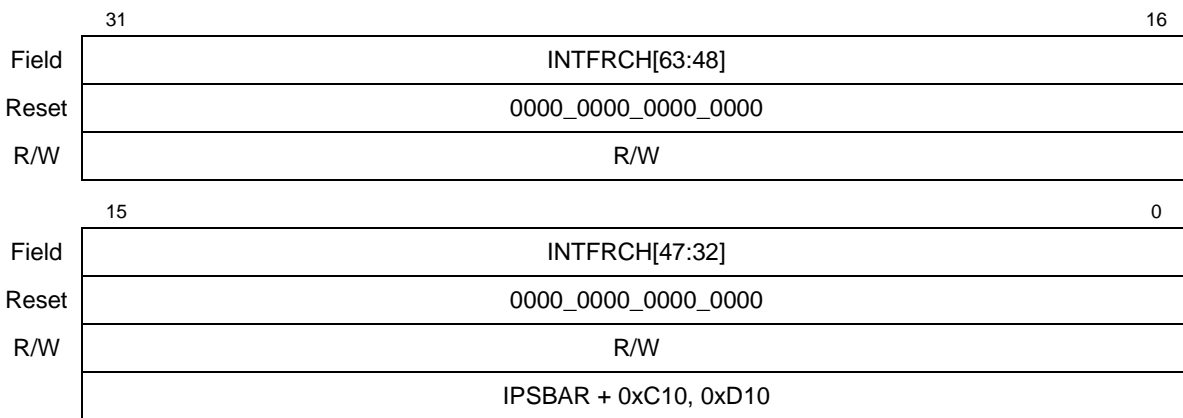 31 16
Field INTFRCH[63:48]
Reset 0000_0000_0000_0000
R/W R/W
15 0
Field INTFRCH[47:32]
Reset 0000_0000_0000_0000
R/W R/W
IPSBAR + 0xC10, 0xD10